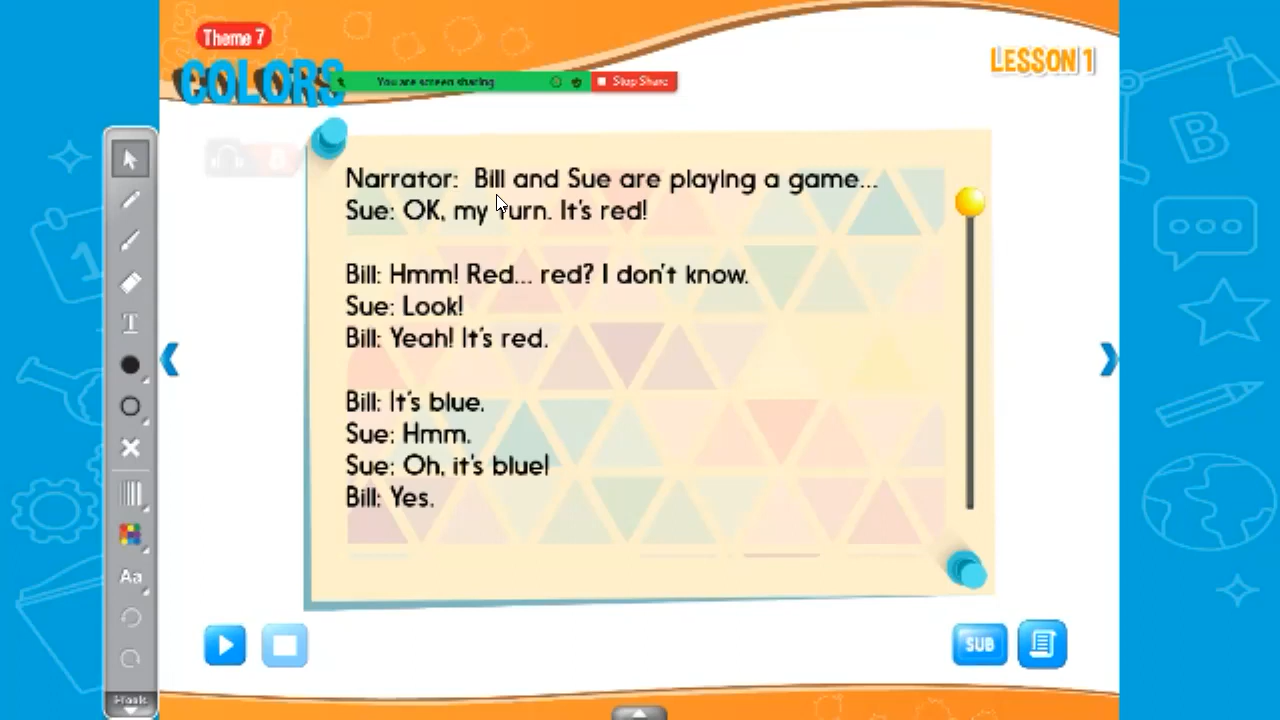 Theme 7
COLORS
You are screen sharing
Stop Share
LESSON 1
Narrator: Bill and Sue are playing a game...
Sue: OK, my turn. It's red!
Bill: Hmm! Red... red? I don't know.
Sue: Look!
Bill: Yeah! It's red.
Bill: It's blue.
Sue: Hmm.
Sue: Oh, it's blue!
Bill: Yes.
T
Aa
SUB
B
1